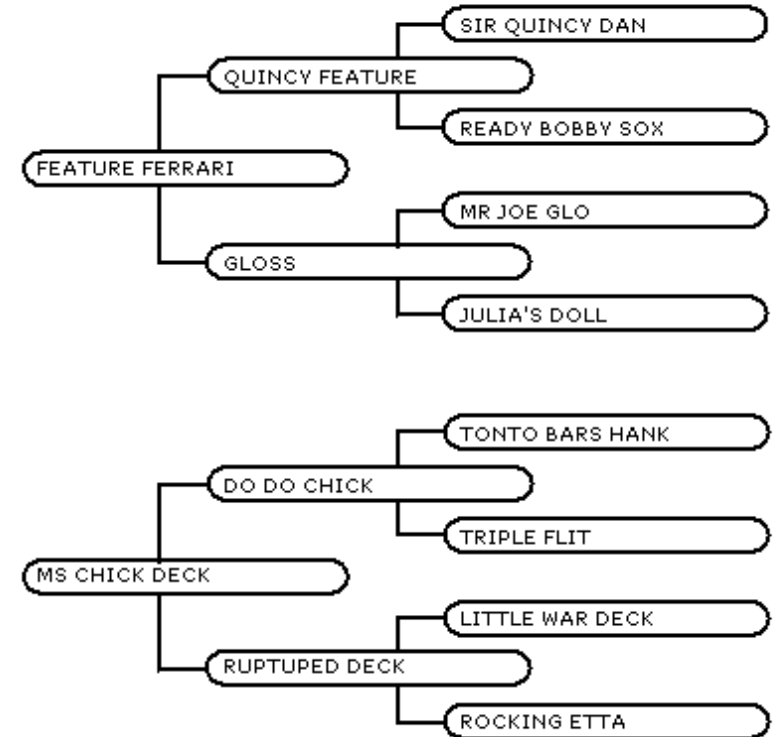 SIR QUINCY DAN
QUINCY FEATURE
READY BOBBY SOX
FEATURE FERRARI
MR JOE GLO
GLOSS
JULIA'S DOLL
TONTO BARS HANK
DO DO CHICK
TRIPLE FLIT
MS CHICK DECK
LITTLE WAR DECK
RUPTUPED DECK
ROCKING ETTA